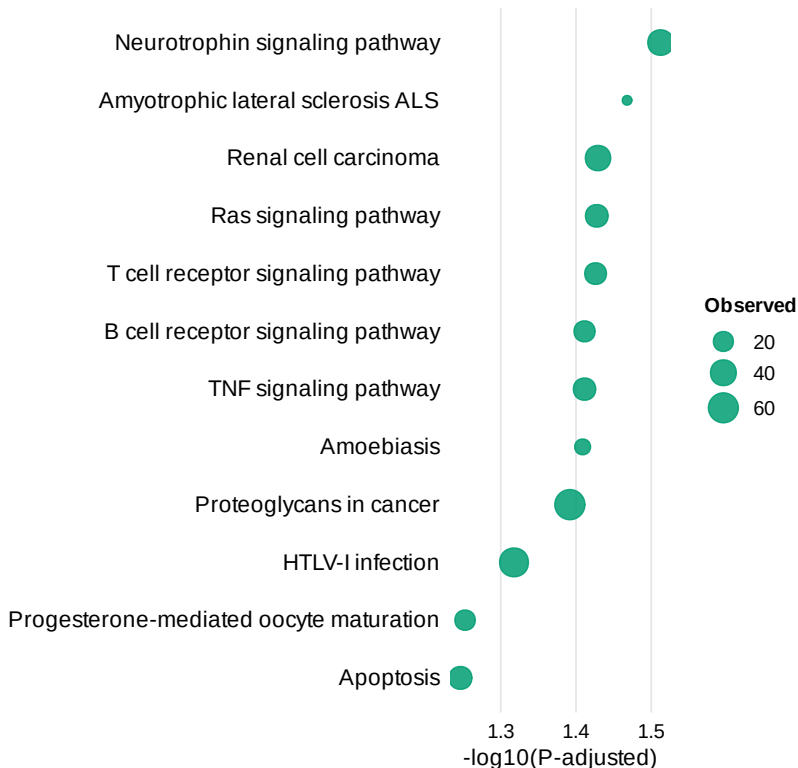 Neurotrophin signaling pathway
Amyotrophic lateral sclerosis ALS
Renal cell carcinoma
Ras signaling pathway
T cell receptor signaling pathway
B cell receptor signaling pathway
TNF signaling pathway
Amoebiasis
Proteoglycans in cancer
HTLV-I infection
Progesterone-mediated oocyte maturation
Apoptosis
1.3 1.4 1.5
-log10(P-adjusted)
Observed
20
40
60